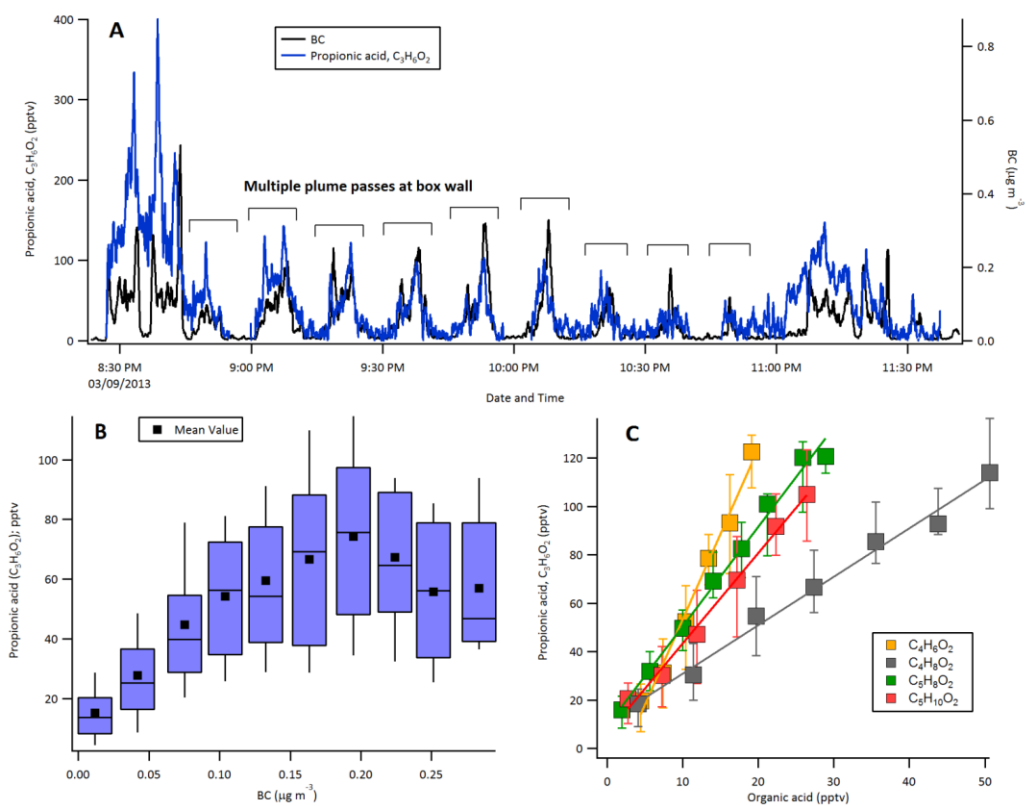 A
BC
Propionic acid, C₃H₆O₂
Propionic acid, C₃H₆O₂ (pptv)
400
300
200
100
0
BC (µg m⁻³)
0.8
0.6
0.4
0.2
0.0
Multiple plume passes at box wall
8:30 PM 9:00 PM 9:30 PM 10:00 PM 10:30 PM 11:00 PM 11:30 PM
03/09/2013
Date and Time
B
Mean Value
Propionic acid (C₃H₆O₂); pptv
100
80
60
40
20
0.00 0.05 0.10 0.15 0.20 0.25
BC (µg m⁻³)
C
Propionic acid, C₃H₆O₂ (pptv)
120
100
80
60
40
20
0
C₄H₆O₂
C₄H₈O₂
C₅H₈O₂
C₅H₁₀O₂
0 10 20 30 40 50
Organic acid (pptv)